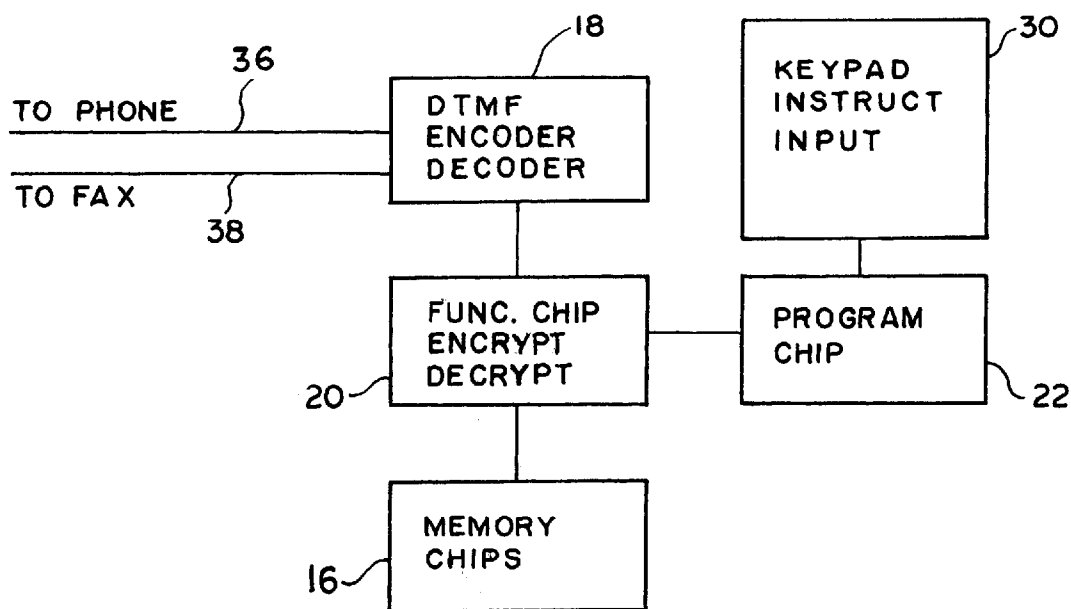 18
30
36
TO PHONE
DTMF
ENCODER
DECODER
KEYPAD
INSTRUCT
INPUT
TO FAX
38
FUNC. CHIP
ENCRYPT
DECRYPT
20
PROGRAM
CHIP
22
MEMORY
CHIPS
16